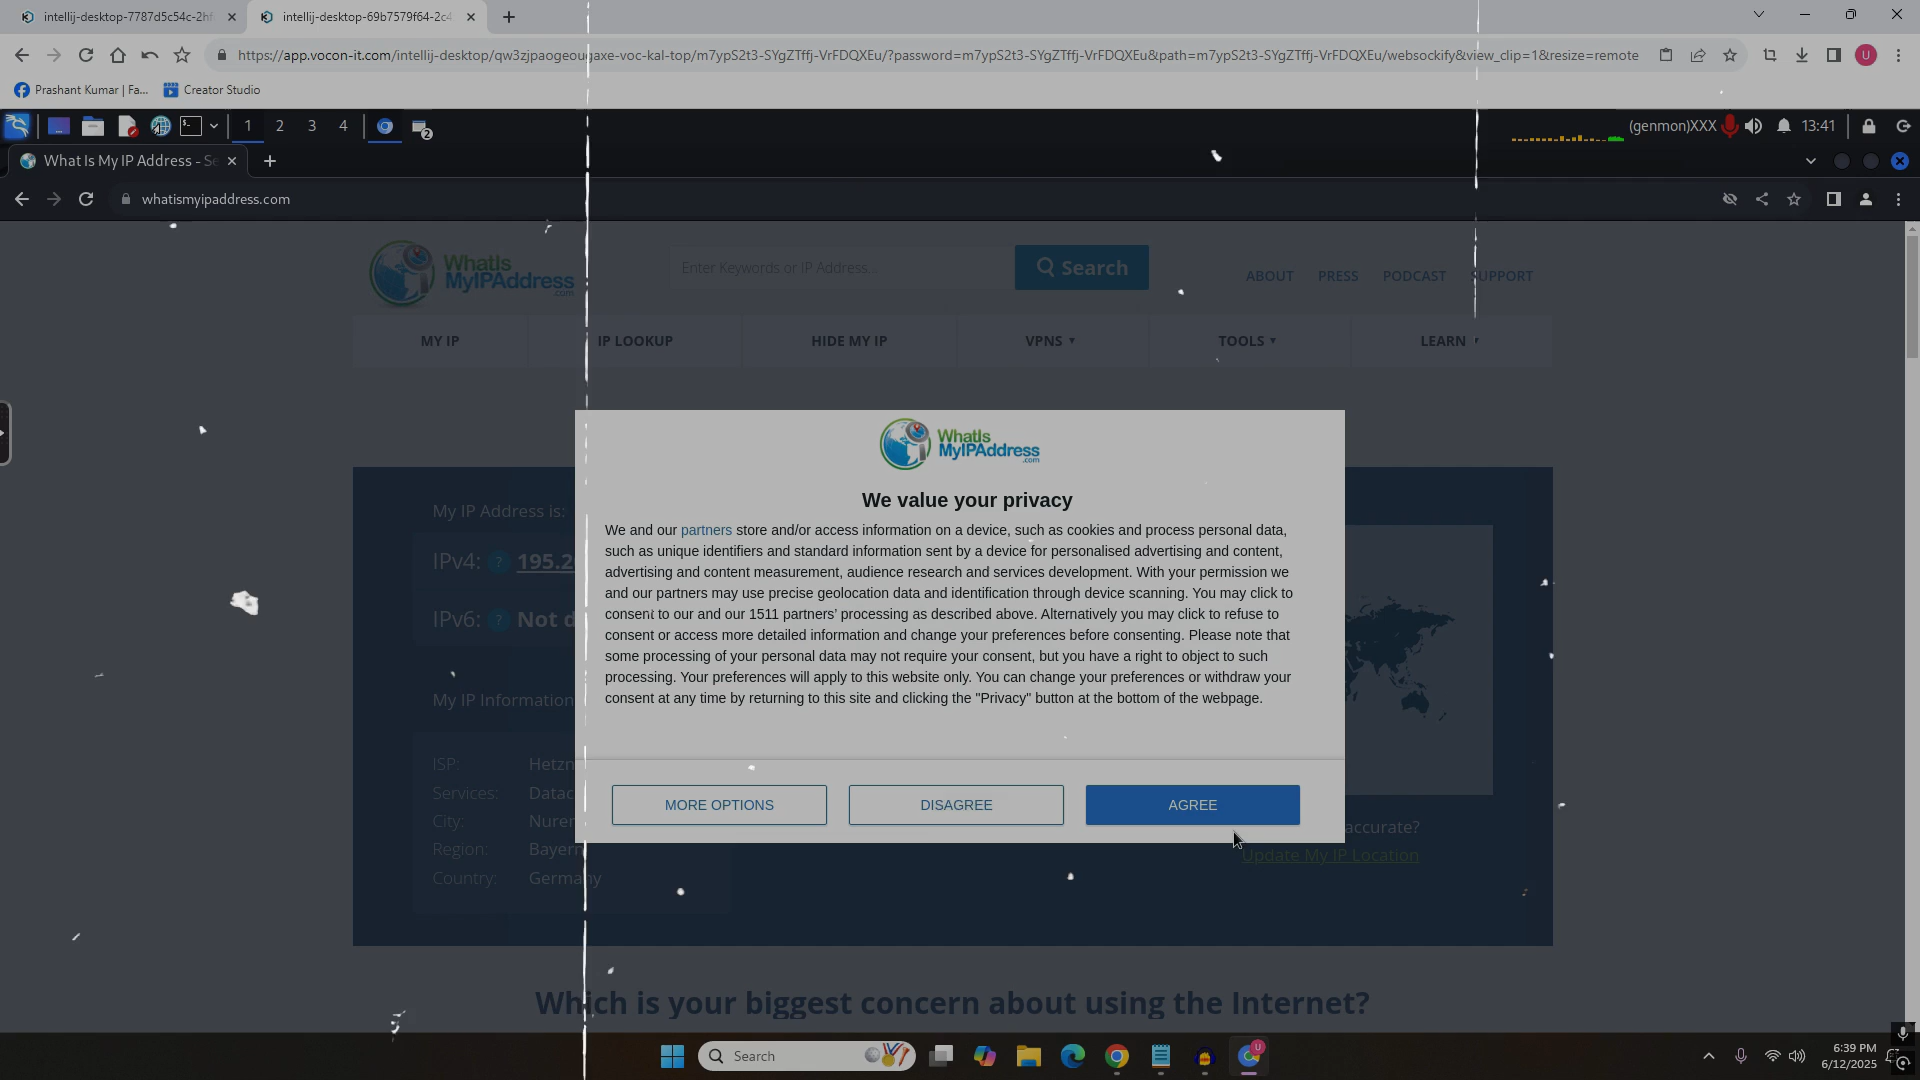 intellij-desktop-7787d5c54c-2hf
intellij-desktop-69b7579f64-2c4
https://app.vocon-it.com/intellij-desktop/qw3zjpaogeougaxe-voc-kal-top/m7ypS2t3-SYgZTffj-VrFDQXEu/?password=m7ypS2t3-SYgZTffj-VrFDQXEu&path=m7ypS2t3-SYgZTffj-VrFDQXEu/websockify&view_clip=1&resize=remote
U
Prashant Kumar | Fa...
Creator Studio
1 2 3 4
2
(genmon)XXX
13:41
What Is My IP Address - Se
whatismyipaddress.com
WhatIs
MyIPAddress
.com
Enter Keywords or IP Address...
Search
ABOUT PRESS PODCAST SUPPORT
MY IP IP LOOKUP HIDE MY IP VPNS TOOLS LEARN
WhatIs
MyIPAddress
.com
We value your privacy
We and our partners store and/or access information on a device, such as cookies and process personal data,
such as unique identifiers and standard information sent by a device for personalised advertising and content,
advertising and content measurement, audience research and services development. With your permission we
and our partners may use precise geolocation data and identification through device scanning. You may click to
consent to our and our 1511 partners’ processing as described above. Alternatively you may click to refuse to
consent or access more detailed information and change your preferences before consenting. Please note that
some processing of your personal data may not require your consent, but you have a right to object to such
processing. Your preferences will apply to this website only. You can change your preferences or withdraw your
consent at any time by returning to this site and clicking the "Privacy" button at the bottom of the webpage.
MORE OPTIONS DISAGREE AGREE
My IP Address is:
IPv4: ? 195.2
IPv6: ? Not d
My IP Information
ISP: Hetzn
Services: Datac
City: Nurem
Region: Bayern
Country: Germany
accurate?
Update My IP Location
Which is your biggest concern about using the Internet?
Search
U
6:39 PM
6/12/2025